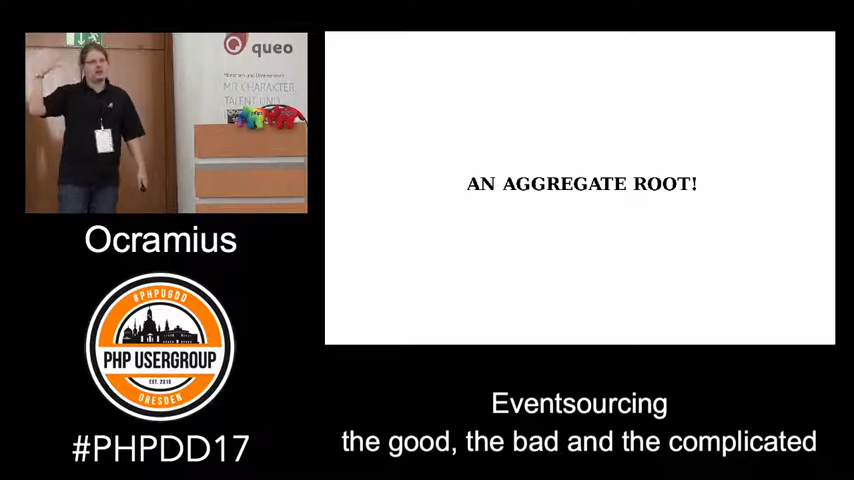 queo
MIT CHARAKTER,
TALENT UND
AN AGGREGATE ROOT!
Ocramius
#PHPUGDD
PHP USERGROUP
EST. 2016
DRESDEN
#PHPDD17
Eventsourcing
the good, the bad and the complicated